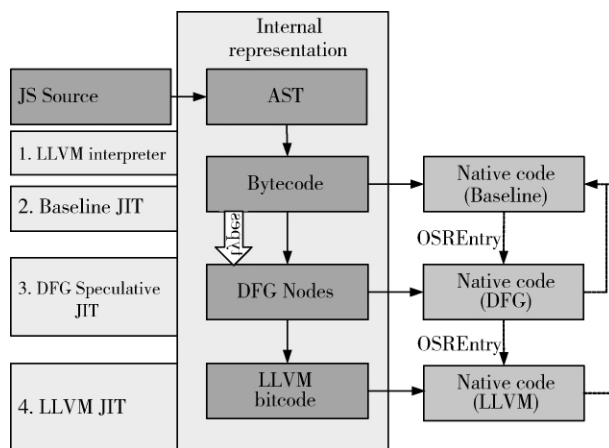 Internal
representation
JS Source
AST
1. LLVM interpreter
Bytecode
Native code
(Baseline)
2. Baseline JIT
types
OSREntry
3. DFG Speculative
JIT
DFG Nodes
Native code
(DFG)
OSREntry
4. LLVM JIT
LLVM
bitcode
Native code
(LLVM)